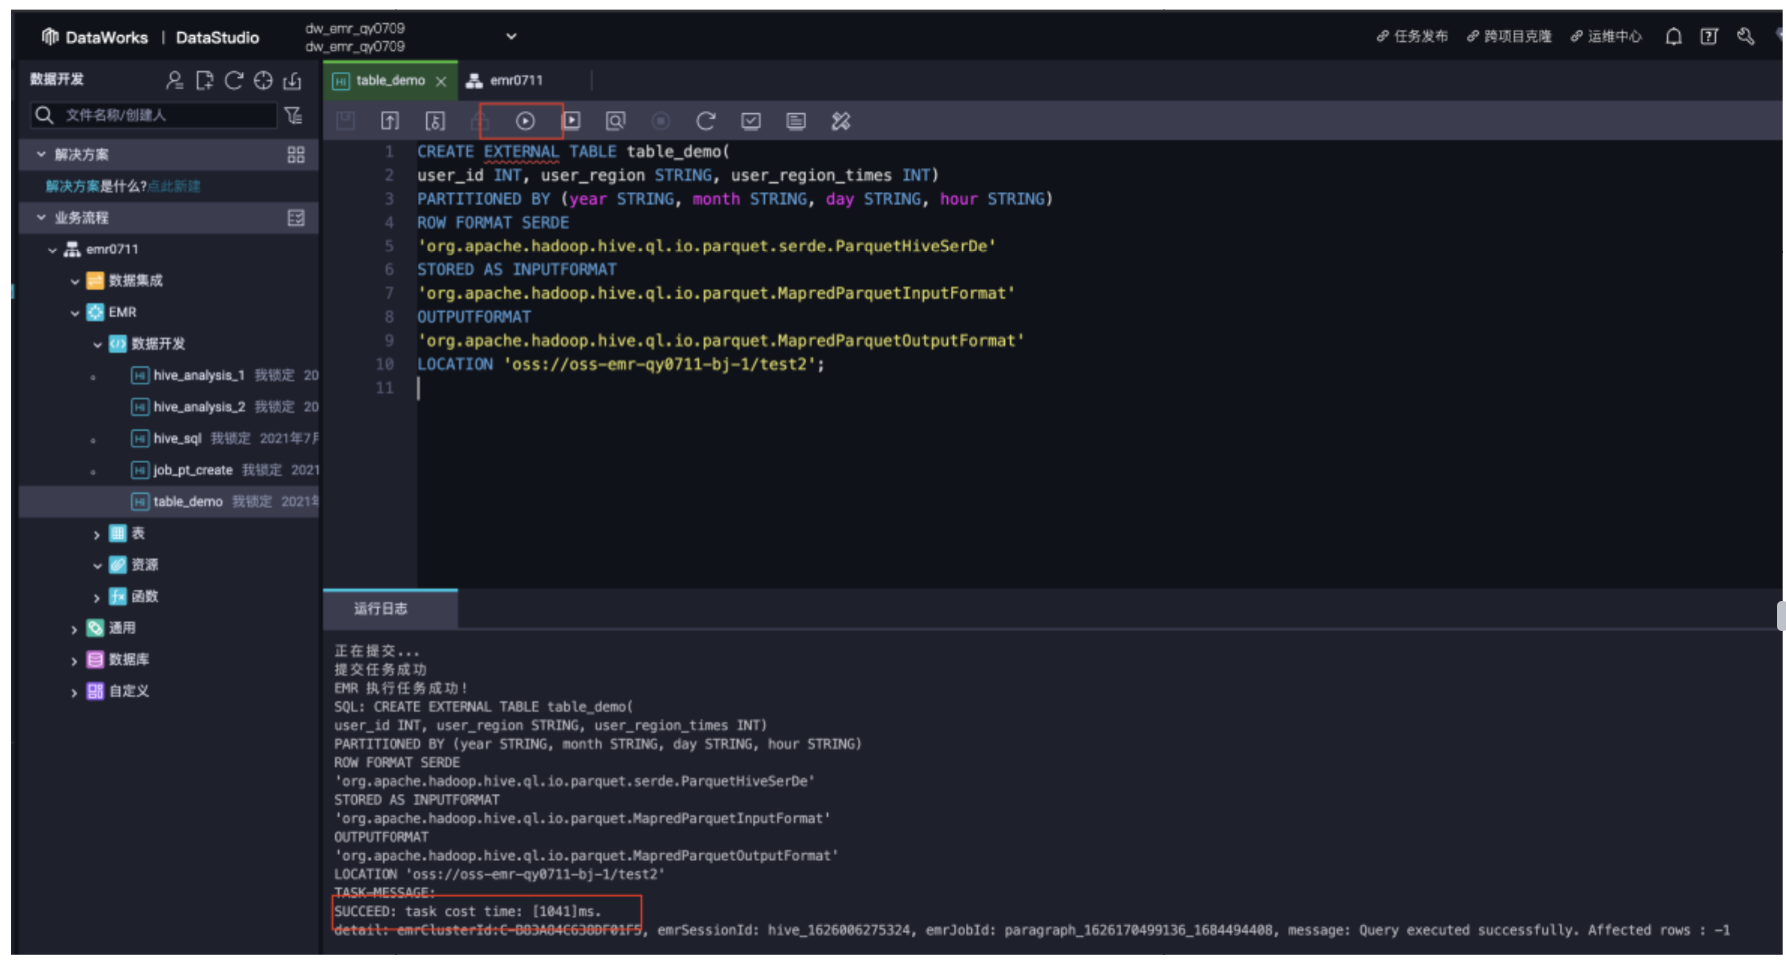 DataWorks | DataStudio
dw_emr_qy0709
dw_emr_qy0709
任务发布 跨项目克隆 运维中心
数据开发
文件名称/创建人
解决方案
解决方案是什么?点此新建
业务流程
emr0711
数据集成
EMR
数据开发
hive_analysis_1 我锁定 20
hive_analysis_2 我锁定 20
hive_sql 我锁定 2021年7月
job_pt_create 我锁定 2021
table_demo 我锁定 2021年
表
资源
函数
通用
数据库
自定义
table_demo emr0711
1 CREATE EXTERNAL TABLE table_demo(
2 user_id INT, user_region STRING, user_region_times INT)
3 PARTITIONED BY (year STRING, month STRING, day STRING, hour STRING)
4 ROW FORMAT SERDE
5 'org.apache.hadoop.hive.ql.io.parquet.serde.ParquetHiveSerDe'
6 STORED AS INPUTFORMAT
7 'org.apache.hadoop.hive.ql.io.parquet.MapredParquetInputFormat'
8 OUTPUTFORMAT
9 'org.apache.hadoop.hive.ql.io.parquet.MapredParquetOutputFormat'
10 LOCATION 'oss://oss-emr-qy0711-bj-1/test2';
11
运行日志
正在提交...
提交任务成功
EMR 执行任务成功!
SQL: CREATE EXTERNAL TABLE table_demo(
user_id INT, user_region STRING, user_region_times INT)
PARTITIONED BY (year STRING, month STRING, day STRING, hour STRING)
ROW FORMAT SERDE
'org.apache.hadoop.hive.ql.io.parquet.serde.ParquetHiveSerDe'
STORED AS INPUTFORMAT
'org.apache.hadoop.hive.ql.io.parquet.MapredParquetInputFormat'
OUTPUTFORMAT
'org.apache.hadoop.hive.ql.io.parquet.MapredParquetOutputFormat'
LOCATION 'oss://oss-emr-qy0711-bj-1/test2'
TASK-MESSAGE:
SUCCEED: task cost time: [1041]ms.
detail: emrClusterId:C-D83A84C638DF01F5, emrSessionId: hive_1626006275324, emrJobId: paragraph_1626170499136_1684494408, message: Query executed successfully. Affected rows : -1